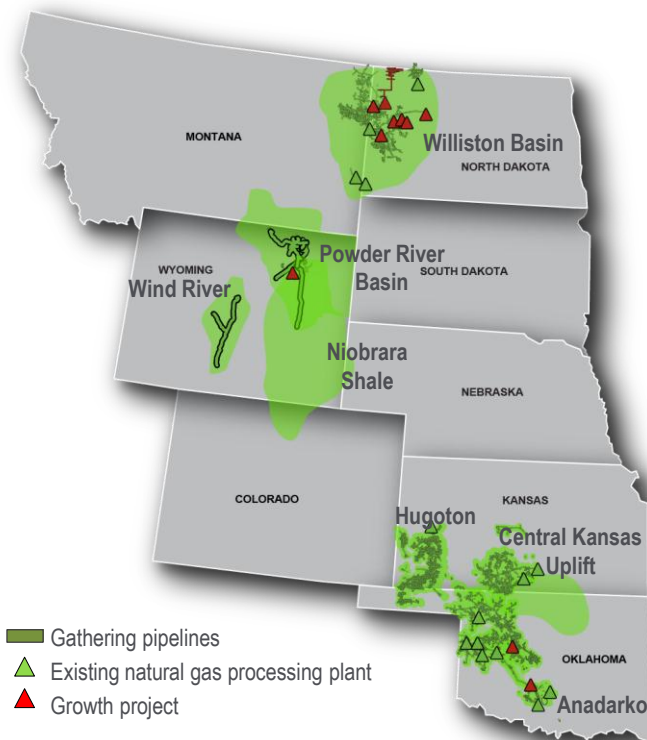 MONTANA
Williston Basin
NORTH DAKOTA
Powder River
Basin
WYOMING
Wind River
SOUTH DAKOTA
Niobrara
Shale
NEBRASKA
COLORADO
KANSAS
Hugoton
Central Kansas
Uplift
Gathering pipelines
Existing natural gas processing plant
Growth project
OKLAHOMA
Anadarko